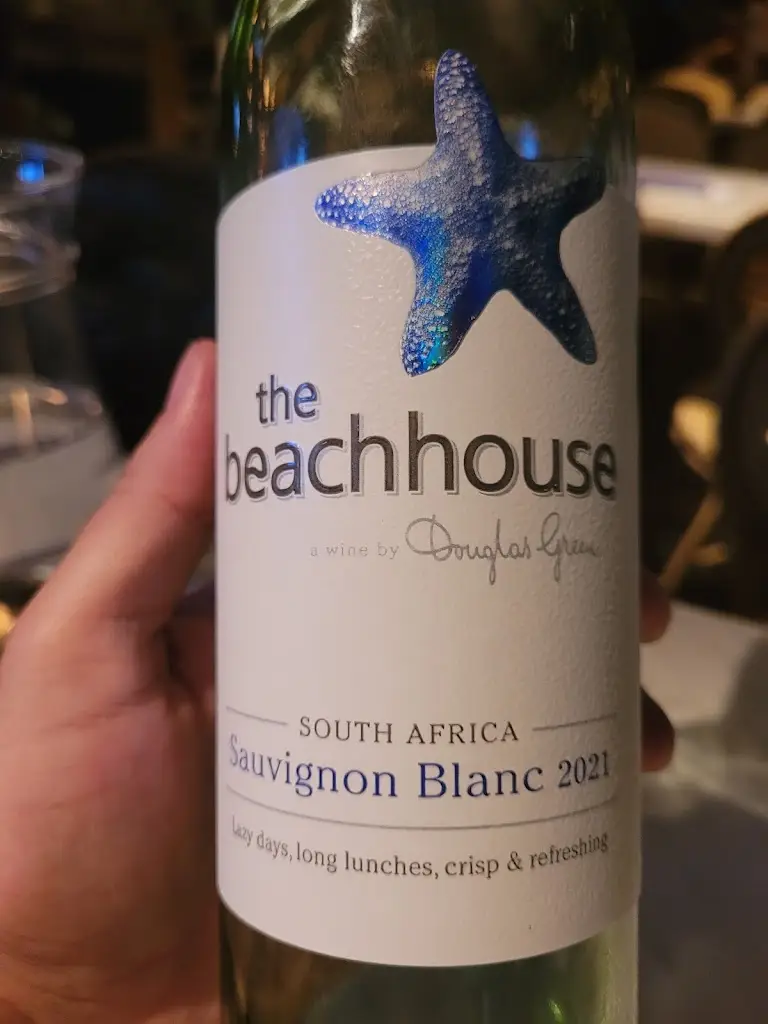 the
beachhouse
a wine by Douglas Green
SOUTH AFRICA
Sauvignon Blanc 2021
Lazy days, long lunches, crisp & refreshing